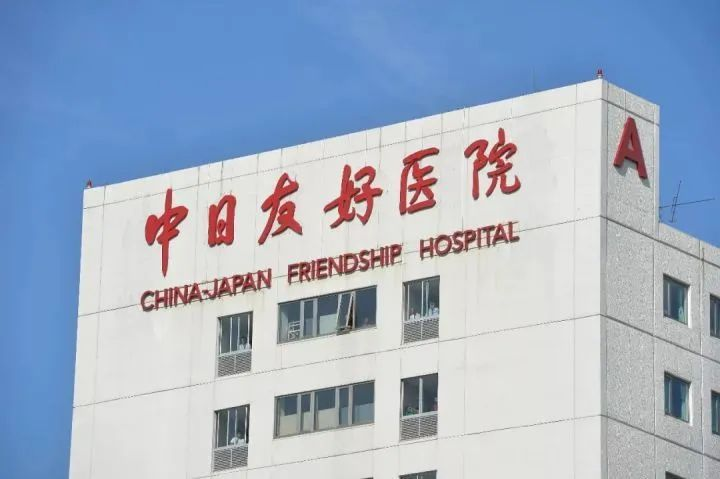 中日友好医院
CHINA-JAPAN FRIENDSHIP HOSPITAL
A